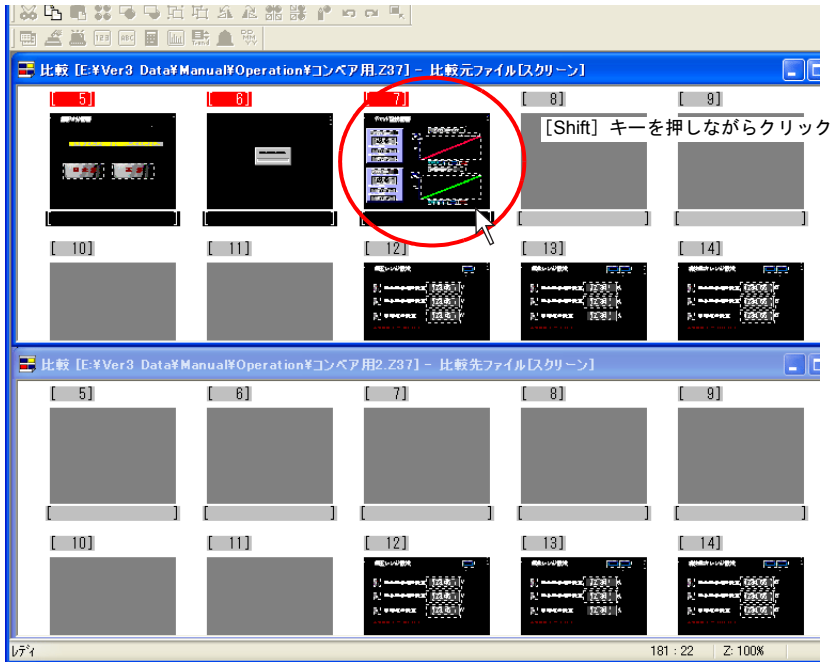 比較 [E:¥Ver3 Data¥Manual¥Operation¥コンベア用.Z37] - 比較元ファイル[スクリーン]
[ 5] [ 6] [ 7] [ 8] [ 9]
[Shift] キーを押しながらクリック
[ 10] [ 11] [ 12] [ 13] [ 14]
比較 [E:¥Ver3 Data¥Manual¥Operation¥コンベア用2.Z37] - 比較先ファイル[スクリーン]
[ 5] [ 6] [ 7] [ 8] [ 9]
[ 10] [ 11] [ 12] [ 13] [ 14]
レディ 181 : 22 Z: 100%